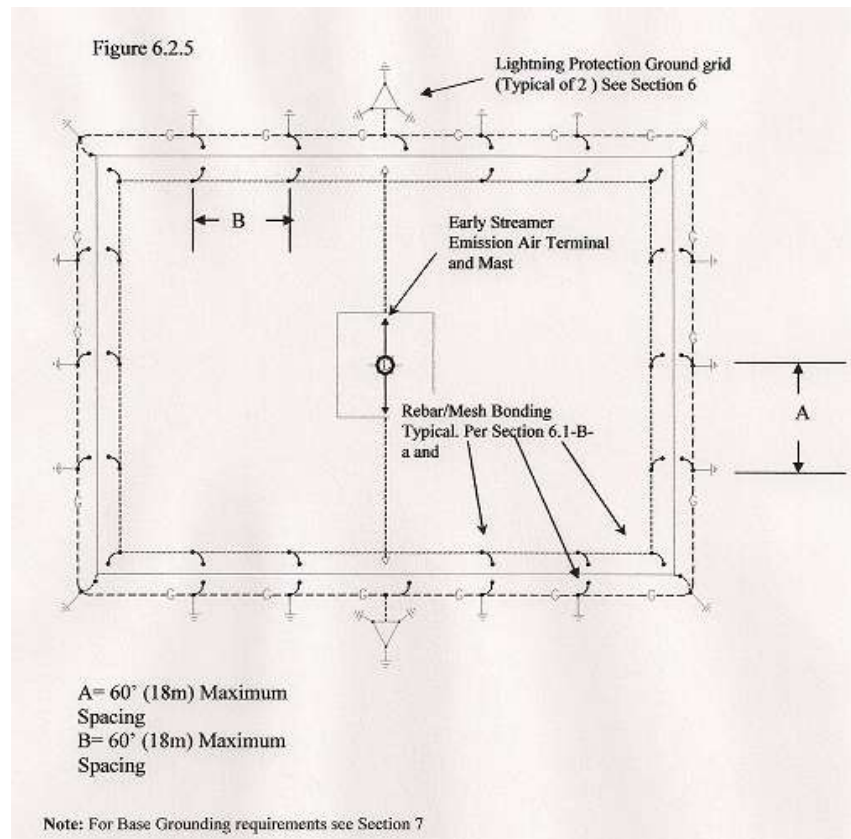 Figure 6.2.5
Lightning Protection Ground grid
(Typical of 2 ) See Section 6
G G G G G G
B
Early Streamer
Emission Air Terminal
and Mast
G G
G G
A
Rebar/Mesh Bonding
Typical. Per Section 6.1-B-
a and
G G
G G G G G G
A= 60˚ (18m) Maximum
Spacing
B= 60˚ (18m) Maximum
Spacing
Note: For Base Grounding requirements see Section 7